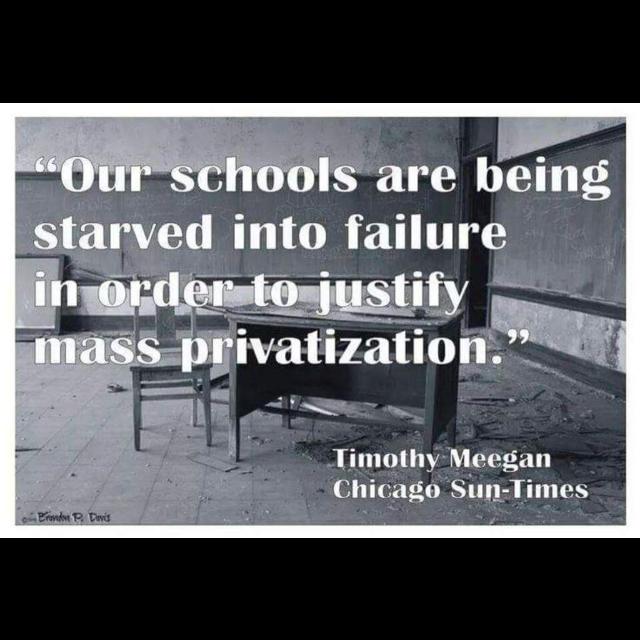 “Our schools are being
starved into failure
in order to justify
mass privatization.”
Timothy Meegan
Chicago Sun-Times
Brandon R. Davis